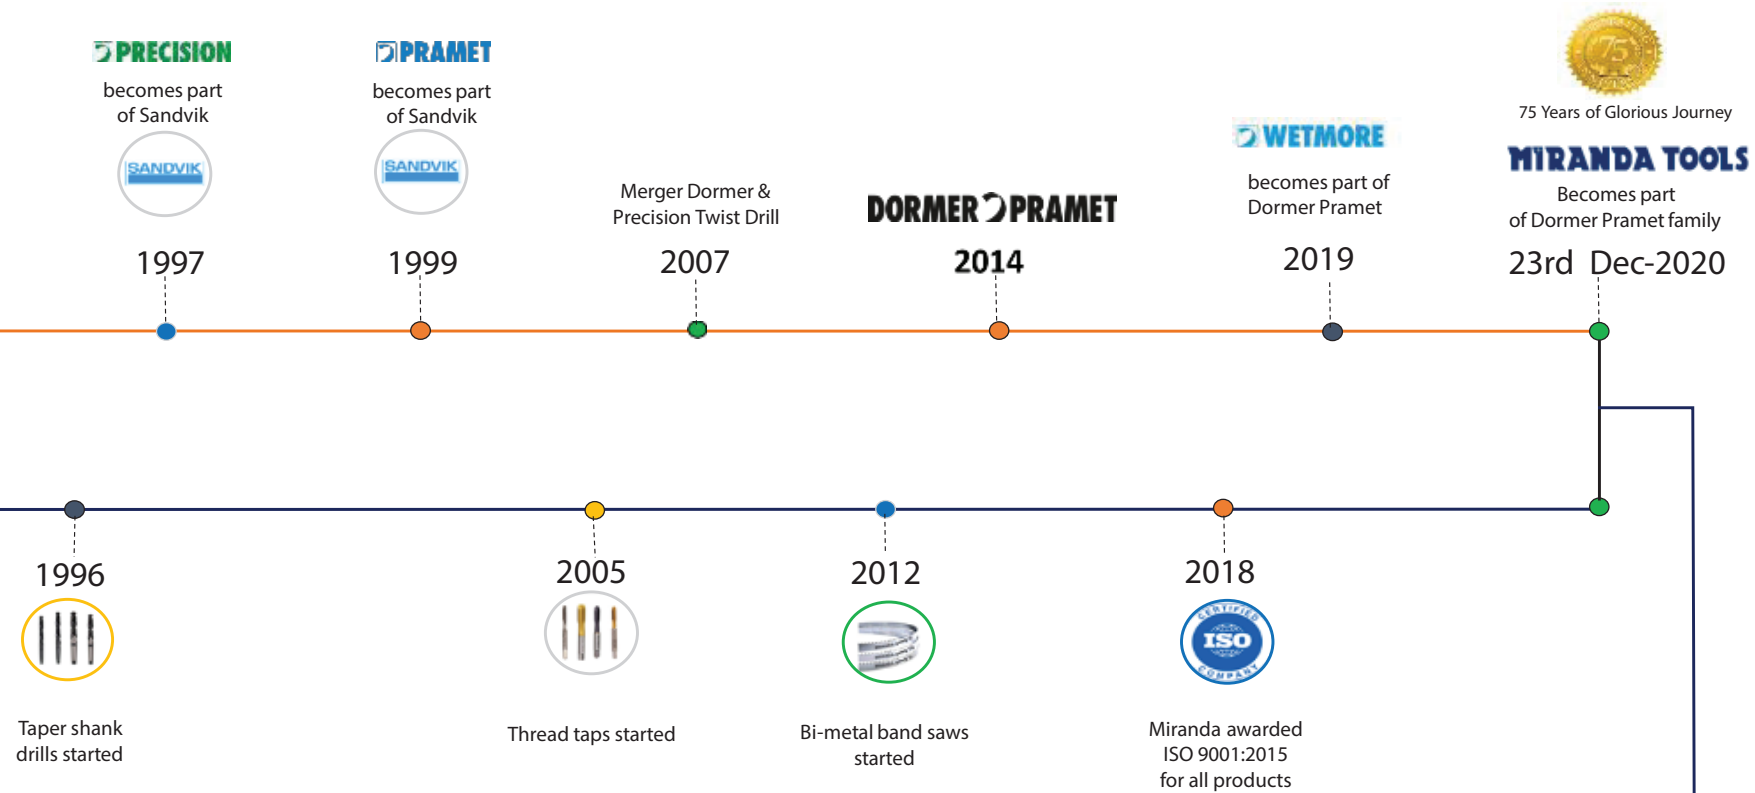 PRECISION
becomes part
of Sandvik
SANDVIK
1997
PRAMET
becomes part
of Sandvik
SANDVIK
1999
Merger Dormer &
Precision Twist Drill
2007
DORMER PRAMET
2014
WETMORE
becomes part of
Dormer Pramet
2019
75
75 Years of Glorious Journey
MIRANDA TOOLS
Becomes part
of Dormer Pramet family
23rd Dec-2020
1996
Taper shank
drills started
2005
Thread taps started
2012
Bi-metal band saws
started
2018
CERTIFIED
ISO
COMPANY
Miranda awarded
ISO 9001:2015
for all products